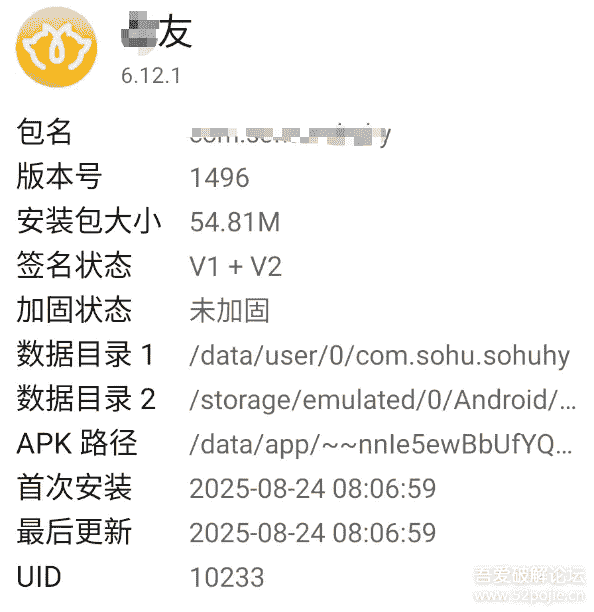 友
6.12.1
包名
版本号 1496
安装包大小 54.81M
签名状态 V1 + V2
加固状态 未加固
数据目录 1 /data/user/0/com.sohu.sohuhy
数据目录 2 /storage/emulated/0/Android/...
APK 路径 /data/app/~~nnIe5ewBbUfYQ...
首次安装 2025-08-24 08:06:59
最后更新 2025-08-24 08:06:59
UID 10233
吾爱破解论坛
www.52pojie.cn